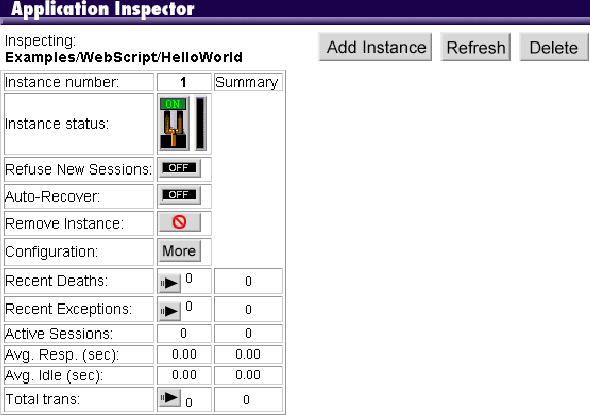 Application Inspector
Inspecting:
Examples/WebScript/HelloWorld
Add Instance Refresh Delete
Instance number: 1 Summary
Instance status: ON
Refuse New Sessions: OFF
Auto-Recover: OFF
Remove Instance:
Configuration: More
Recent Deaths: 0 0
Recent Exceptions: 0 0
Active Sessions: 0 0
Avg. Resp. (sec): 0.00 0.00
Avg. Idle (sec): 0.00 0.00
Total trans: 0 0